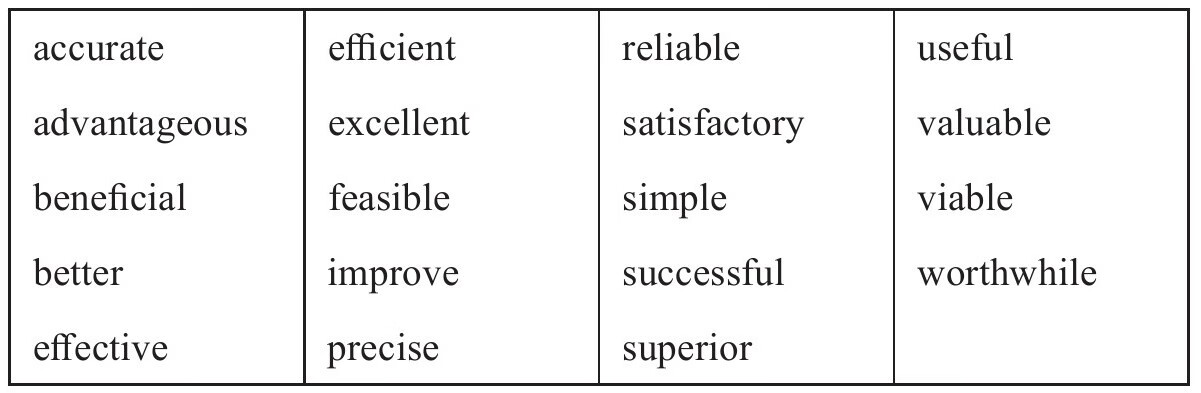 accurate
advantageous
beneficial
better
effective
efficient
excellent
feasible
improve
precise
reliable
satisfactory
simple
successful
superior
useful
valuable
viable
worthwhile